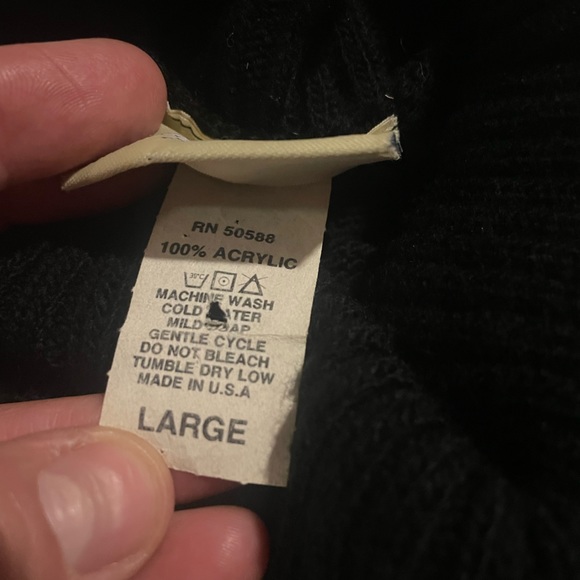 RN 50588
100% ACRYLIC
30°C
MACHINE WASH
COLD WATER
MILD SOAP
GENTLE CYCLE
DO NOT BLEACH
TUMBLE DRY LOW
MADE IN U.S.A
LARGE